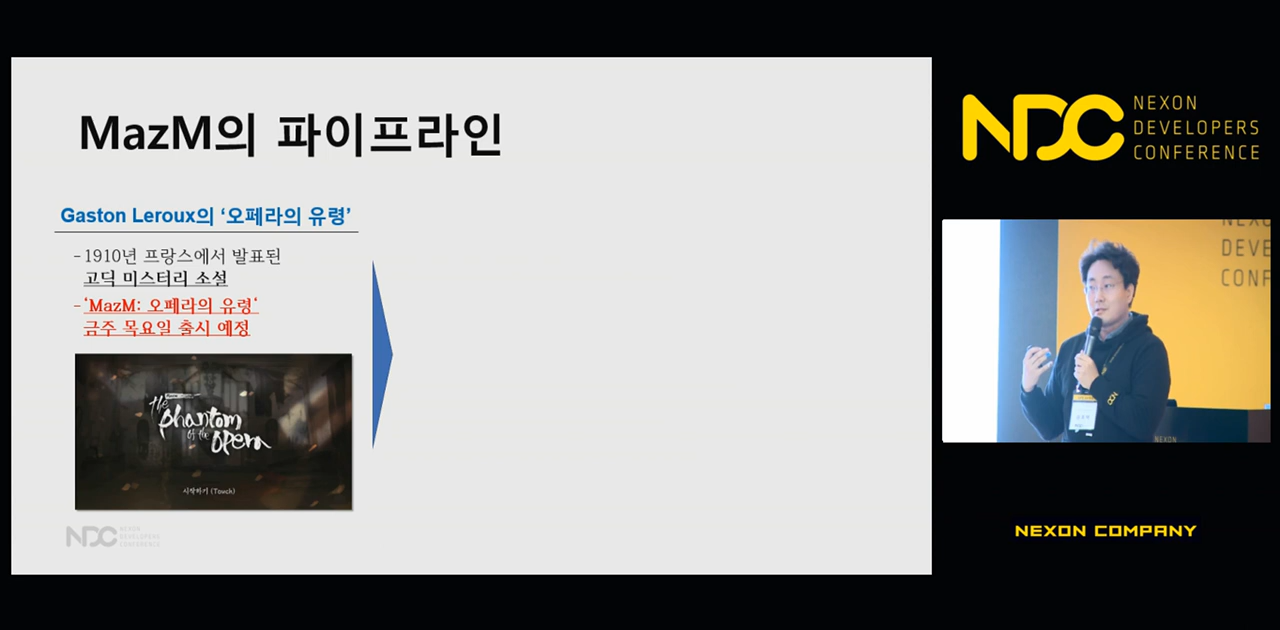 MazM의 파이프라인
Gaston Leroux의 ‘오페라의 유령’
- 1910년 프랑스에서 발표된
고딕 미스터리 소설
- ‘MazM: 오페라의 유령‘
금주 목요일 출시 예정
the
phantom
of the
opera
시작하기 (Touch)
NDC
NEXON
DEVELOPERS
CONFERENCE
NDC
NEXON
DEVELOPERS
CONFERENCE
NEXO
DEVE
CONF
NEXON
NEXON COMPANY